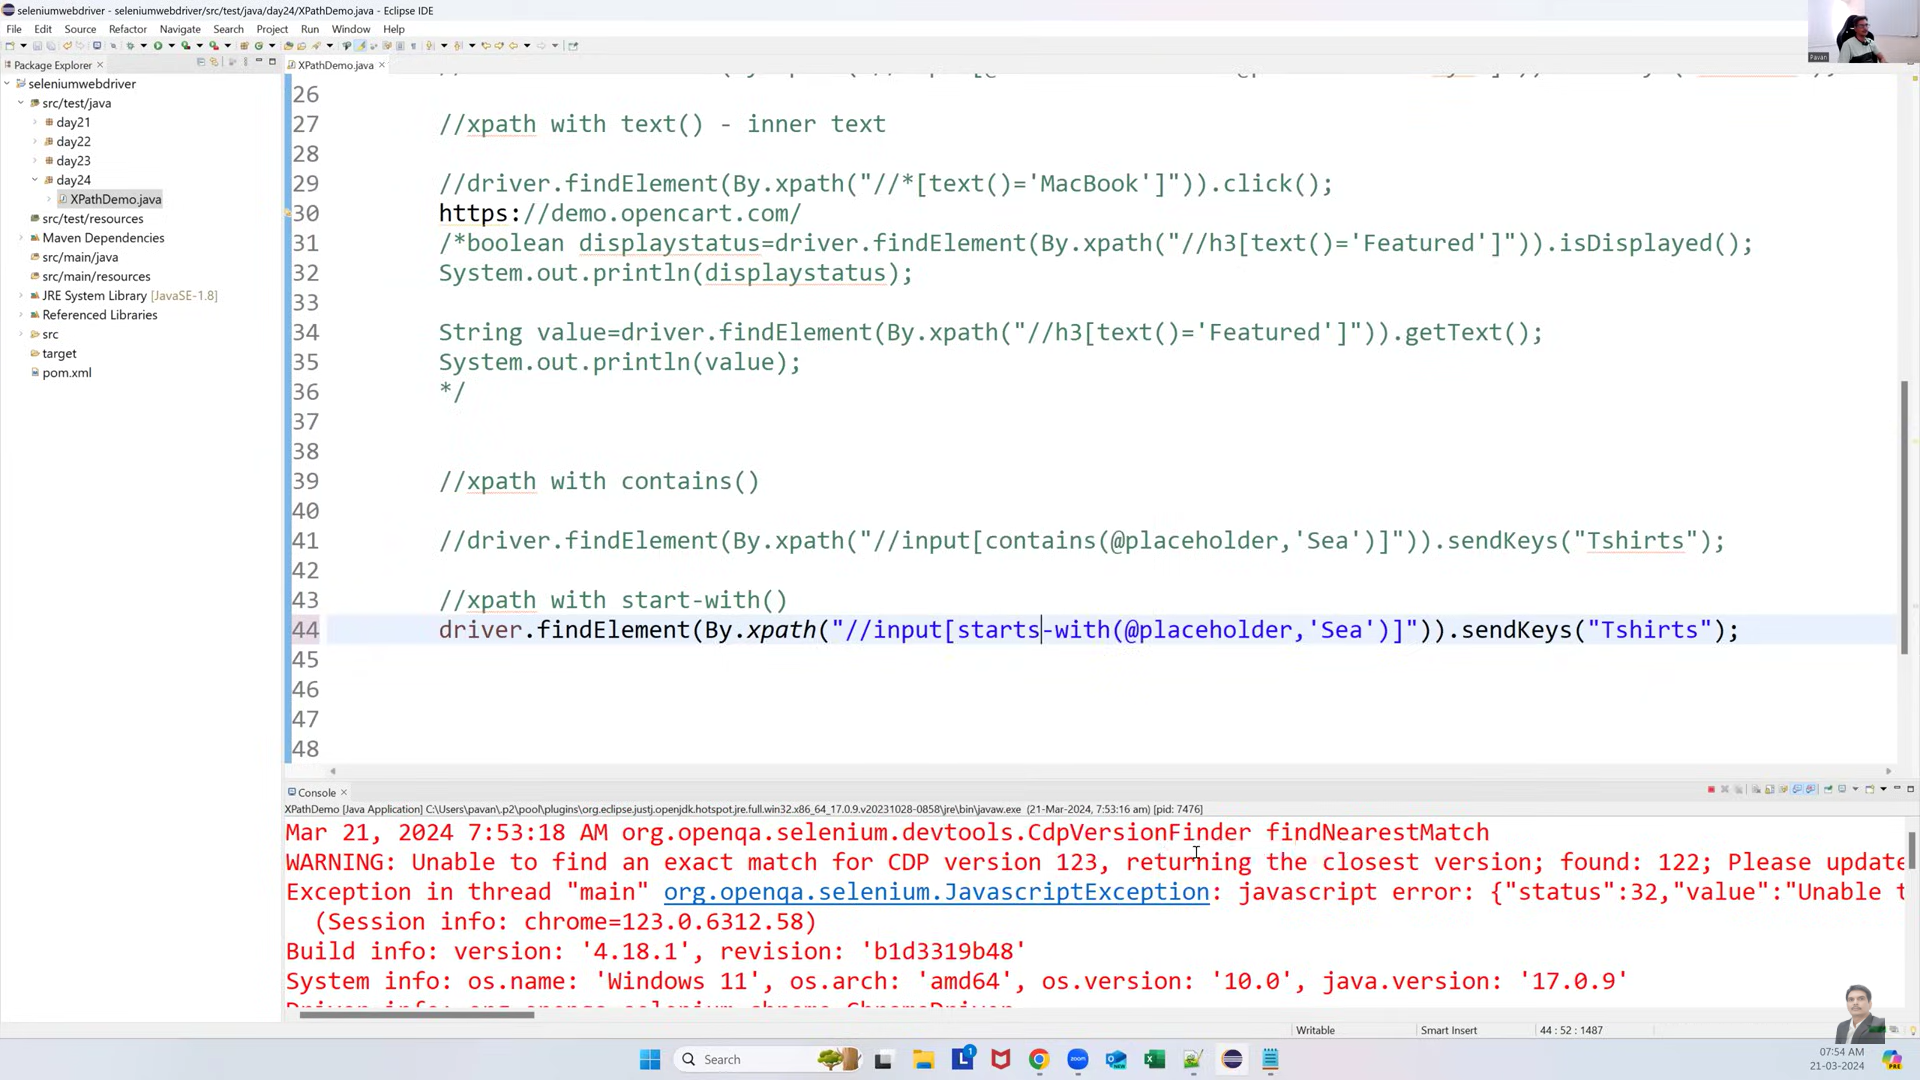 seleniumwebdriver - seleniumwebdriver/src/test/java/day24/XPathDemo.java - Eclipse IDE
File Edit Source Refactor Navigate Search Project Run Window Help
Pavan
Package Explorer
seleniumwebdriver
src/test/java
day21
day22
day23
day24
XPathDemo.java
src/test/resources
Maven Dependencies
src/main/java
src/main/resources
JRE System Library [JavaSE-1.8]
Referenced Libraries
src
target
pom.xml
XPathDemo.java
26
27 //xpath with text() - inner text
28
29 //driver.findElement(By.xpath("//*[text()='MacBook']")).click();
30 https://demo.opencart.com/
31 /*boolean displaystatus=driver.findElement(By.xpath("//h3[text()='Featured']")).isDisplayed();
32 System.out.println(displaystatus);
33
34 String value=driver.findElement(By.xpath("//h3[text()='Featured']")).getText();
35 System.out.println(value);
36 */
37
38
39 //xpath with contains()
40
41 //driver.findElement(By.xpath("//input[contains(@placeholder,'Sea')]")).sendKeys("Tshirts");
42
43 //xpath with start-with()
44 driver.findElement(By.xpath("//input[starts-with(@placeholder,'Sea')]")).sendKeys("Tshirts");
45
46
47
48
Console
XPathDemo [Java Application] C:\Users\pavan\.p2\pool\plugins\org.eclipse.justj.openjdk.hotspot.jre.full.win32.x86_64_17.0.9.v20231028-0858\jre\bin\javaw.exe (21-Mar-2024, 7:53:16 am) [pid: 7476]
Mar 21, 2024 7:53:18 AM org.openqa.selenium.devtools.CdpVersionFinder findNearestMatch
WARNING: Unable to find an exact match for CDP version 123, returning the closest version; found: 122; Please update
Exception in thread "main" org.openqa.selenium.JavascriptException: javascript error: {"status":32,"value":"Unable t
(Session info: chrome=123.0.6312.58)
Build info: version: '4.18.1', revision: 'b1d3319b48'
System info: os.name: 'Windows 11', os.arch: 'amd64', os.version: '10.0', java.version: '17.0.9'
Writable Smart Insert 44 : 52 : 1487
Search
07:54 AM
21-03-2024